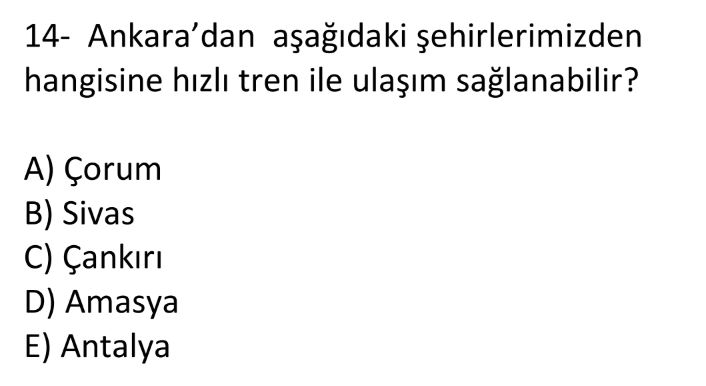 14- Ankara’dan aşağıdaki şehirlerimizden
hangisine hızlı tren ile ulaşım sağlanabilir?
A) Çorum
B) Sivas
C) Çankırı
D) Amasya
E) Antalya